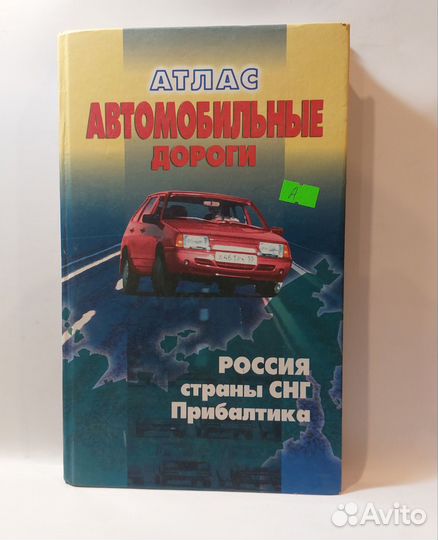 АТЛАС
АВТОМОБИЛЬНЫЕ
ДОРОГИ
А
РОССИЯ
страны СНГ
Прибалтика
Avito